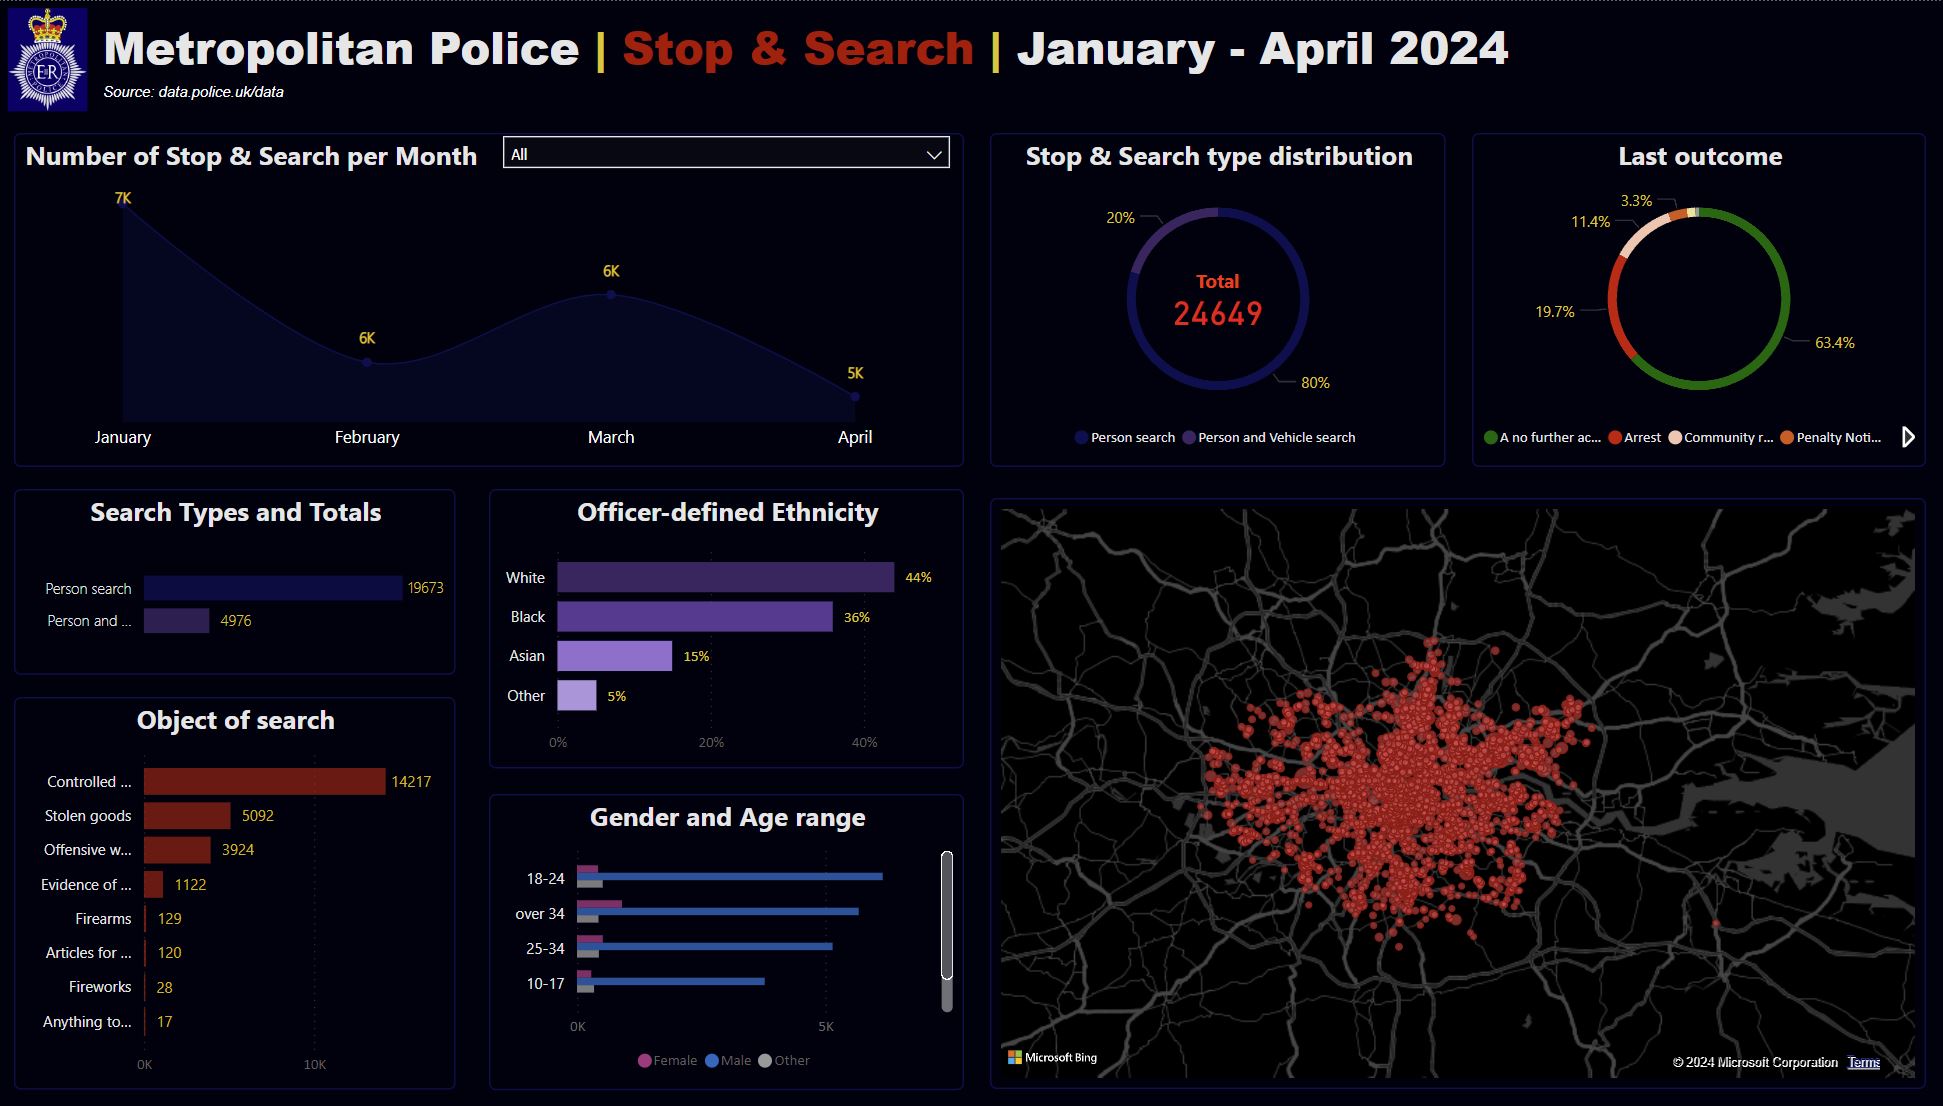 Metropolitan Police | Stop & Search | January - April 2024
Source: data.police.uk/data
Number of Stop & Search per Month
All
7K
6K
6K
5K
January February March April
Stop & Search type distribution
20%
Total
24649
80%
Person search Person and Vehicle search
Last outcome
3.3%
11.4%
19.7%
63.4%
A no further ac... Arrest Community r... Penalty Noti...
Search Types and Totals
Person search 19673
Person and ... 4976
Object of search
Controlled ... 14217
Stolen goods 5092
Offensive w... 3924
Evidence of ... 1122
Firearms 129
Articles for ... 120
Fireworks 28
Anything to... 17
0K 10K
Officer-defined Ethnicity
White 44%
Black 36%
Asian 15%
Other 5%
0% 20% 40%
Gender and Age range
18-24
over 34
25-34
10-17
0K 5K
Female Male Other
Microsoft Bing
© 2024 Microsoft Corporation Terms